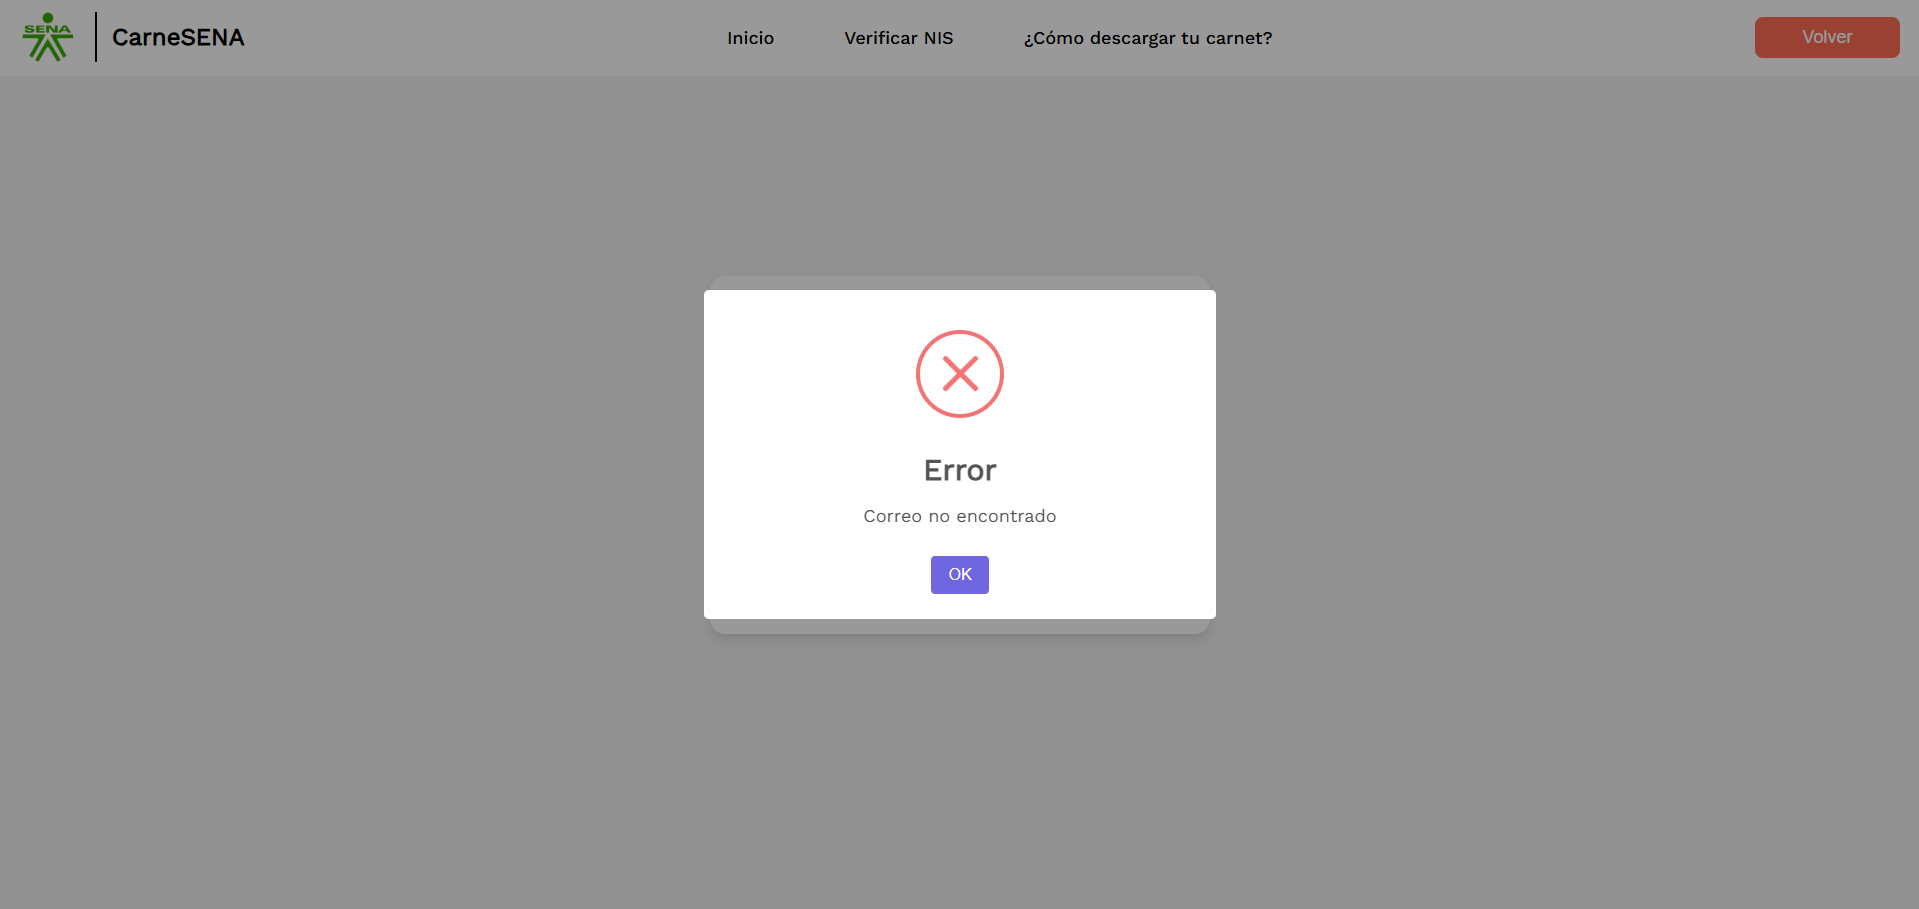 SENA
CarneSENA
Inicio
Verificar NIS
¿Cómo descargar tu carnet?
Volver
Error
Correo no encontrado
OK